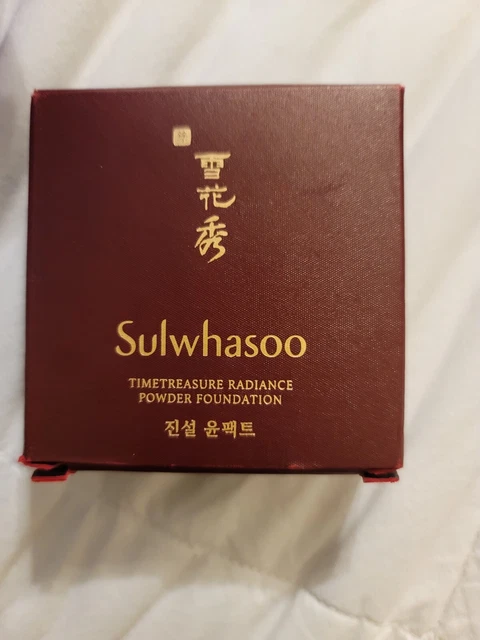 雪
花
秀
Sulwhasoo
TIMETREASURE RADIANCE
POWDER FOUNDATION
진설 윤팩트